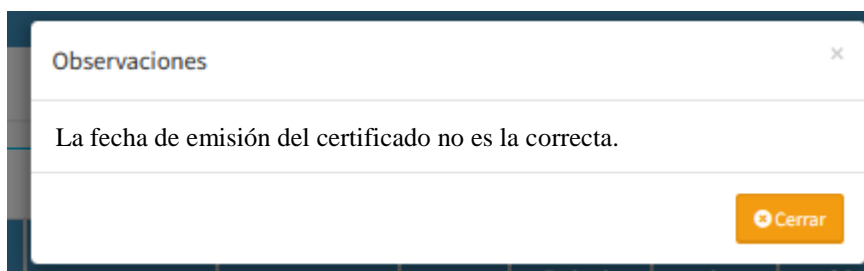 Observaciones
×
La fecha de emisión del certificado no es la correcta.
Cerrar